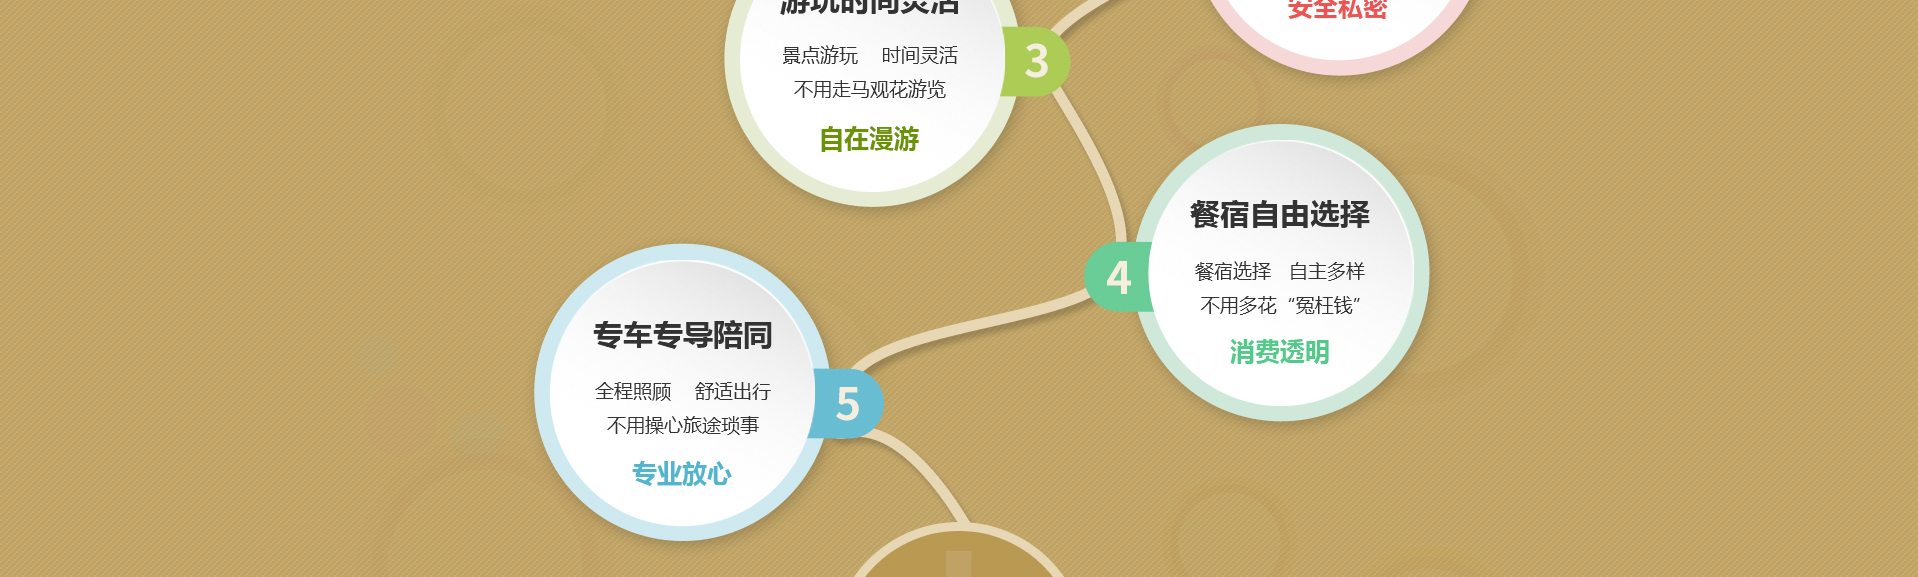 游玩时间灵活
景点游玩 时间灵活
不用走马观花游览
自在漫游
3
安全私密
餐宿自由选择
餐宿选择 自主多样
不用多花“冤枉钱”
消费透明
4
专车专导陪同
全程照顾 舒适出行
不用操心旅途琐事
专业放心
5